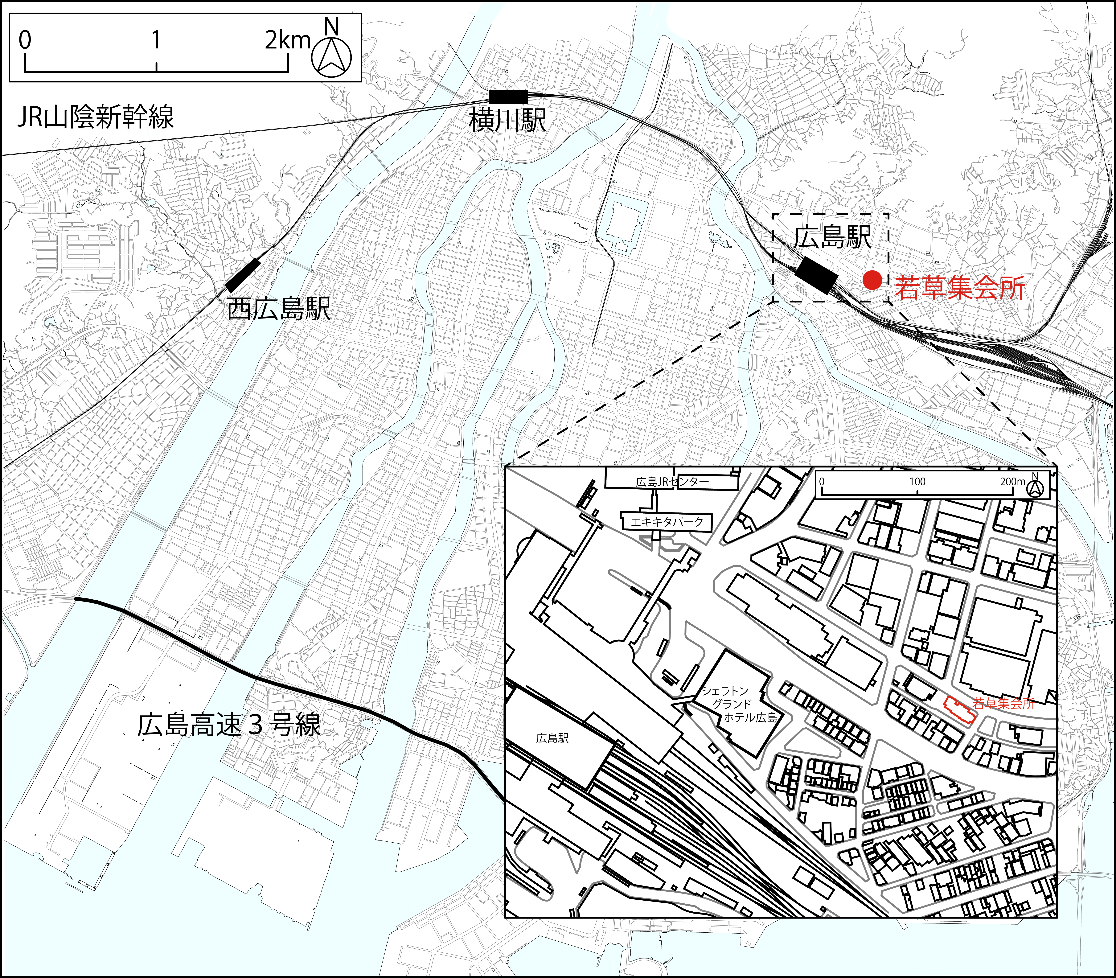 0 1 2km N
JR山陰新幹線
横川駅
広島駅
若草集会所
西広島駅
広島高速３号線
広島JRセンター
0 100 200m N
エキキタパーク
シェラトン
グランド
ホテル広島
若草集会所
広島駅